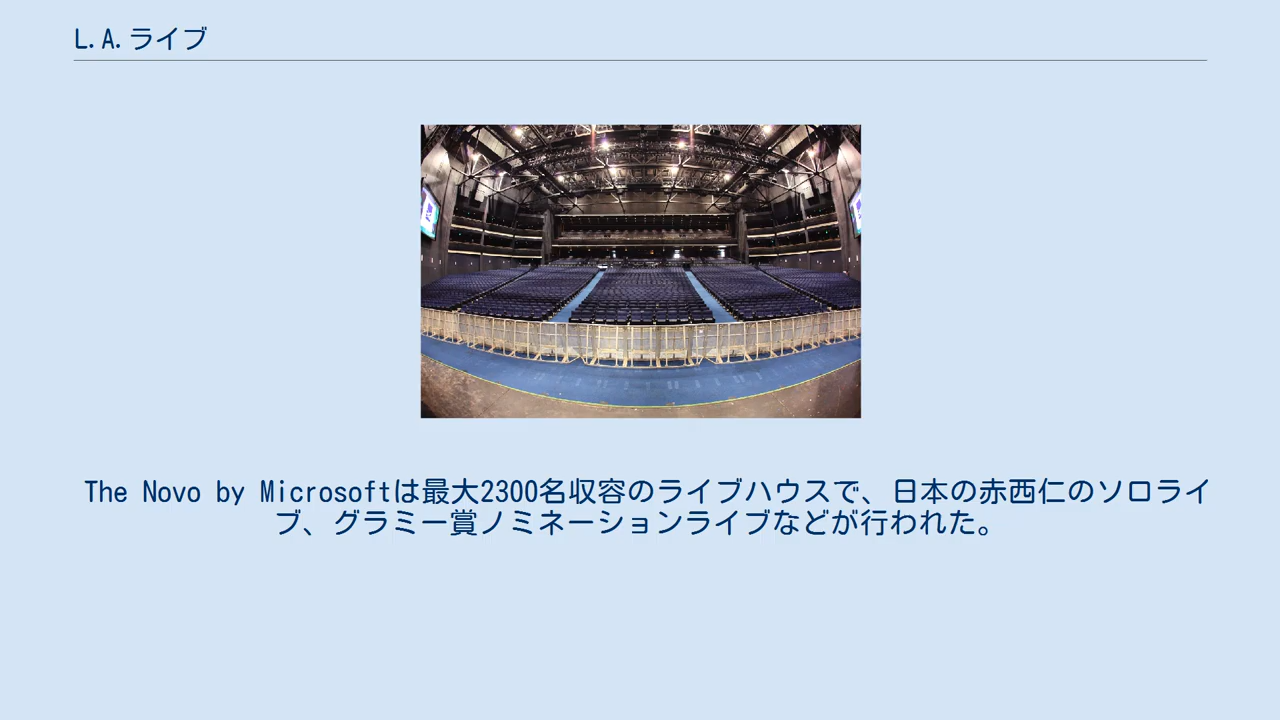 L.A.ライブ
The Novo by Microsoftは最大2300名収容のライブハウスで、日本の赤西仁のソロライ
ブ、グラミー賞ノミネーションライブなどが行われた。